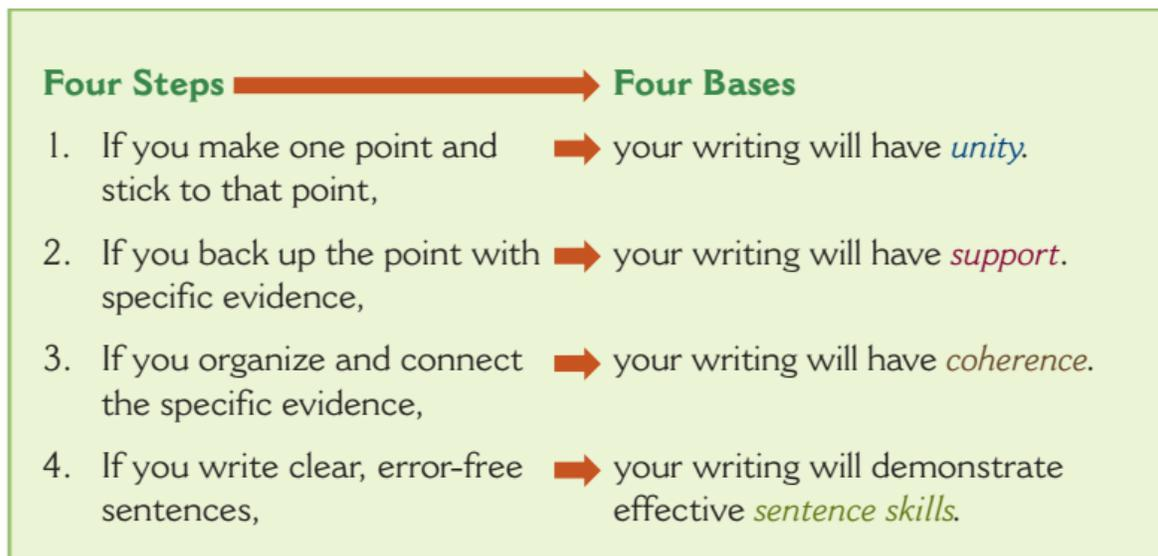 Four Steps Four Bases
1. If you make one point and your writing will have unity.
stick to that point,
2. If you back up the point with your writing will have support.
specific evidence,
3. If you organize and connect your writing will have coherence.
the specific evidence,
4. If you write clear, error-free your writing will demonstrate
sentences, effective sentence skills.